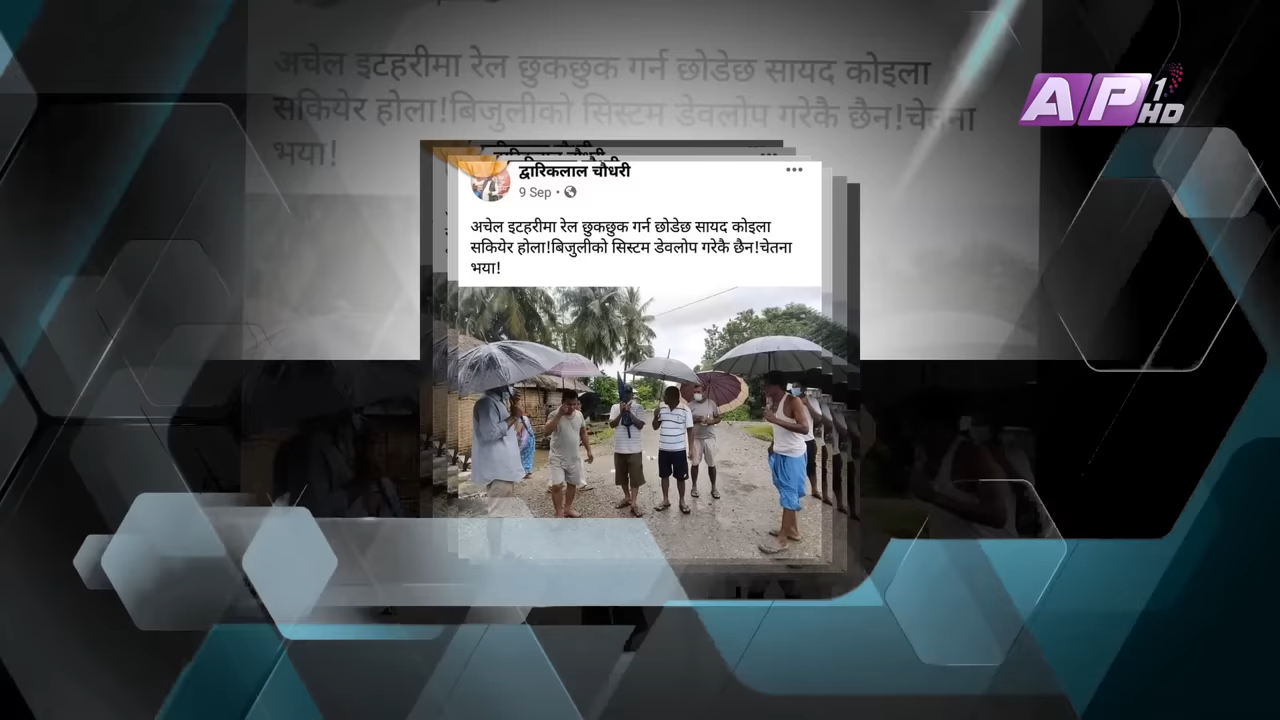 अचेल इटहरीमा रेल छुकछुक गर्न छोडेछ सायद कोइला
सकियेर होला!बिजुलीको सिस्टम डेवलोप गरेकै छैन!चेतना
भया!
AP1 HD
द्वारिकलाल चौधरी
9 Sep
अचेल इटहरीमा रेल छुकछुक गर्न छोडेछ सायद कोइला
सकियेर होला!बिजुलीको सिस्टम डेवलोप गरेकै छैन!चेतना
भया!